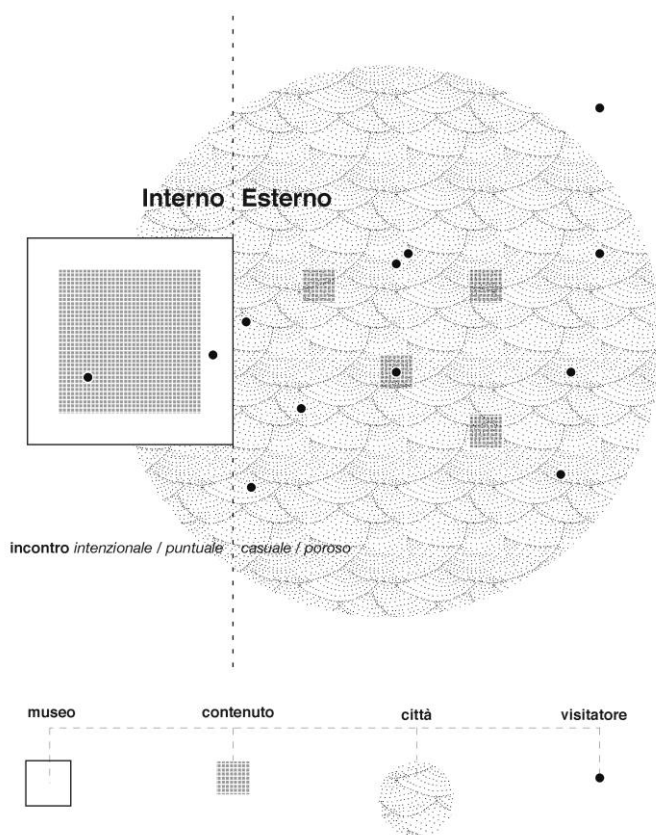 Interno Esterno
incontro intenzionale / puntuale casuale / poroso
museo contenuto città visitatore